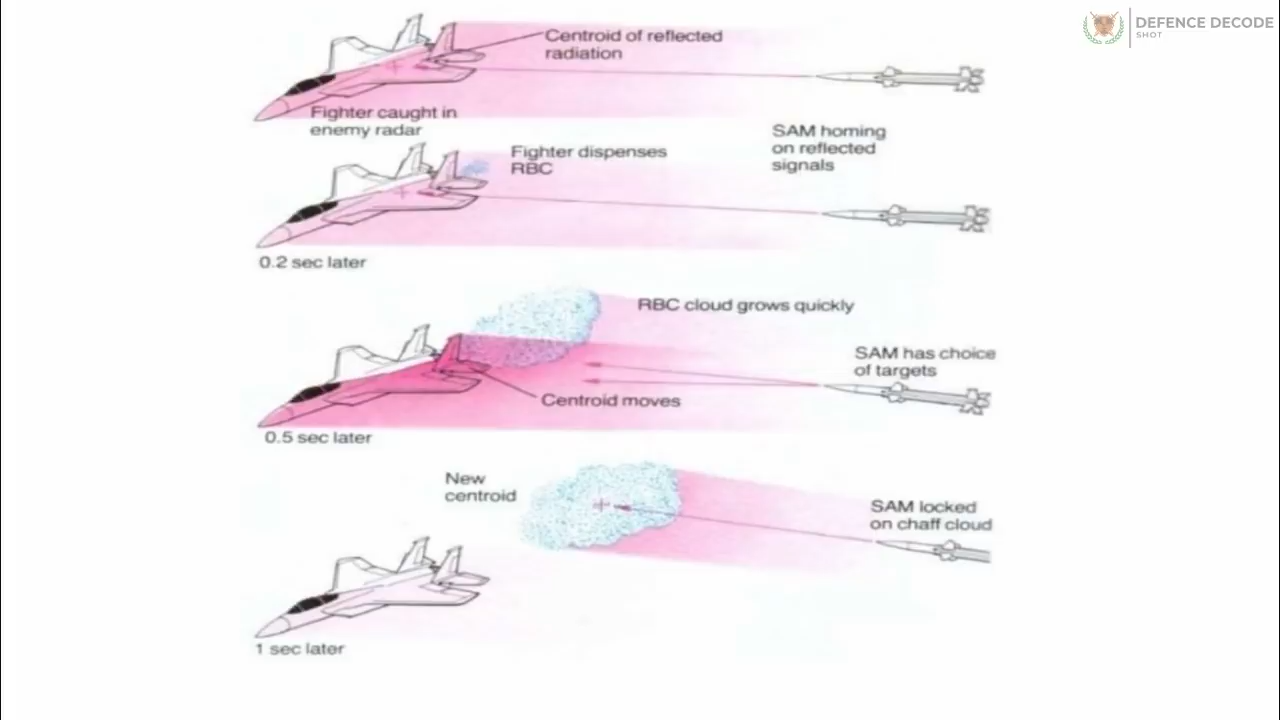 DEFENCE DECODE
SHOT
Centroid of reflected
radiation
Fighter caught in
enemy radar
SAM homing
on reflected
signals
Fighter dispenses
RBC
0.2 sec later
RBC cloud grows quickly
SAM has choice
of targets
Centroid moves
0.5 sec later
New
centroid
SAM locked
on chaff cloud
1 sec later